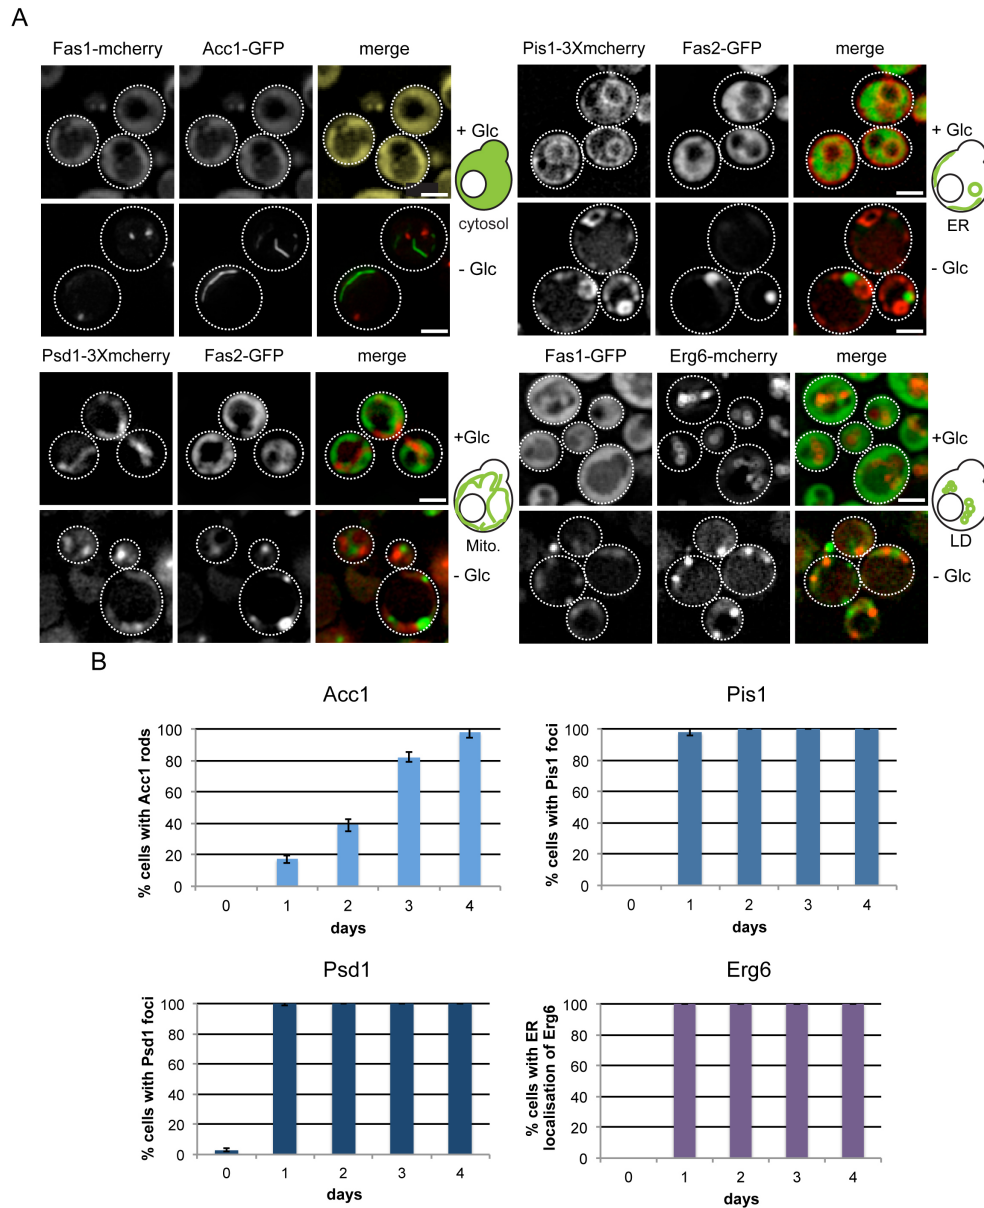 A
Fas1-mcherry Acc1-GFP merge
+ Glc
cytosol
- Glc
Pis1-3Xmcherry Fas2-GFP merge
+ Glc
ER
- Glc
Psd1-3Xmcherry Fas2-GFP merge
+Glc
Mito.
- Glc
Fas1-GFP Erg6-mcherry merge
+Glc
LD
- Glc
B
Acc1
% cells with Acc1 rods
100
80
60
40
20
0
0 1 2 3 4
days
Pis1
% cells with Pis1 foci
100
80
60
40
20
0
0 1 2 3 4
days
Psd1
% cells with Psd1 foci
100
80
60
40
20
0
0 1 2 3 4
days
Erg6
% cells with ER
localisation of Erg6
100
80
60
40
20
0
0 1 2 3 4
days